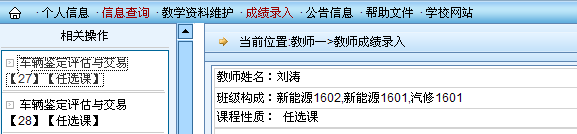 · 个人信息 · 信息查询 · 教学资料维护 · 成绩录入 · 公告信息 · 帮助文件 · 学校网站
相关操作
车辆鉴定评估与交易
【27】【任选课】
车辆鉴定评估与交易
【28】【任选课】
当前位置:教师一>教师成绩录入
教师姓名：刘涛
班级构成：新能源1602,新能源1601,汽修1601
课程性质： 任选课